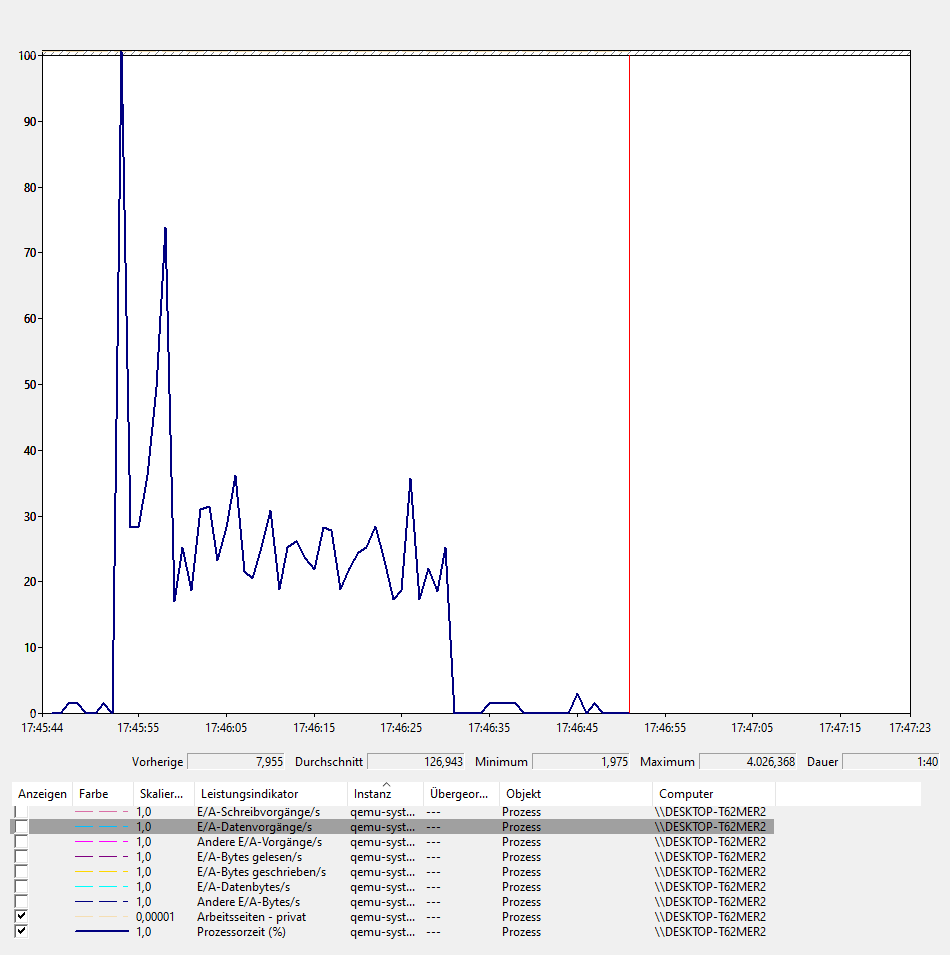 100
90
80
70
60
50
40
30
20
10
0
17:45:44 17:45:55 17:46:05 17:46:15 17:46:25 17:46:35 17:46:45 17:46:55 17:47:05 17:47:15 17:47:23
Vorherige 7,955 Durchschnitt 126,943 Minimum 1,975 Maximum 4.026,368 Dauer 1:40
Anzeigen Farbe Skalier... Leistungsindikator Instanz Übergeor... Objekt Computer
1,0 E/A-Schreibvorgänge/s qemu-syst... --- Prozess \\DESKTOP-T62MER2
1,0 E/A-Datenvorgänge/s qemu-syst... --- Prozess \\DESKTOP-T62MER2
1,0 Andere E/A-Vorgänge/s qemu-syst... --- Prozess \\DESKTOP-T62MER2
1,0 E/A-Bytes gelesen/s qemu-syst... --- Prozess \\DESKTOP-T62MER2
1,0 E/A-Bytes geschrieben/s qemu-syst... --- Prozess \\DESKTOP-T62MER2
1,0 E/A-Datenbytes/s qemu-syst... --- Prozess \\DESKTOP-T62MER2
1,0 Andere E/A-Bytes/s qemu-syst... --- Prozess \\DESKTOP-T62MER2
0,00001 Arbeitsseiten - privat qemu-syst... --- Prozess \\DESKTOP-T62MER2
1,0 Prozessorzeit (%) qemu-syst... --- Prozess \\DESKTOP-T62MER2